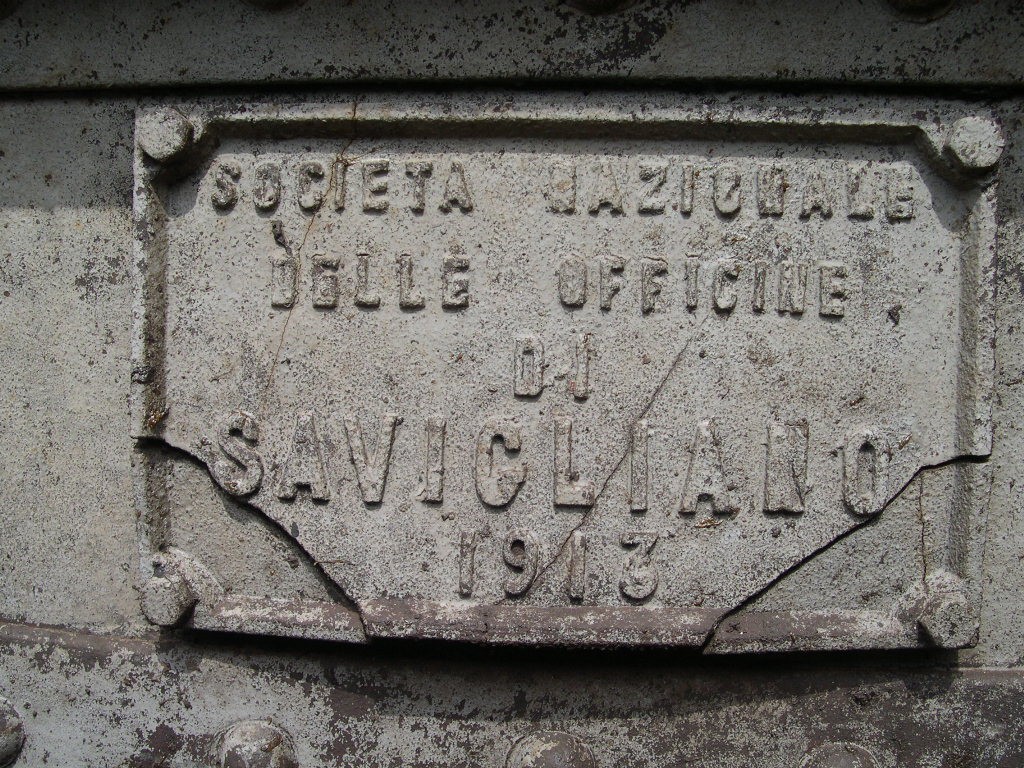 SOCIETA NAZIONALE
DELLE OFFICINE
DI
SAVIGLIANO
1913